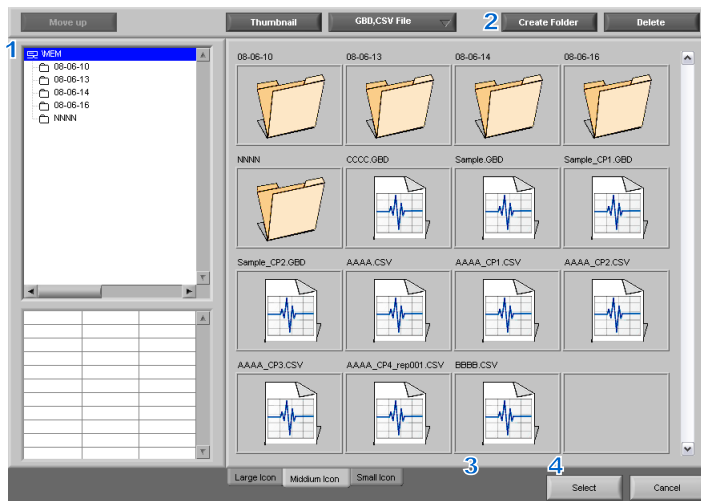 Move up
Thumbnail
GBD,CSV File
2
Create Folder
Delete
1
\MEM
08-06-10
08-06-13
08-06-14
08-06-16
NNNN
08-06-10
08-06-13
08-06-14
08-06-16
NNNN
CCCC.GBD
Sample.GBD
Sample_CP1.GBD
Sample_CP2.GBD
AAAA.CSV
AAAA_CP1.CSV
AAAA_CP2.CSV
AAAA_CP3.CSV
AAAA_CP4_rep001.CSV
BBBB.CSV
Large Icon
Middium Icon
Small Icon
3
4
Select
Cancel